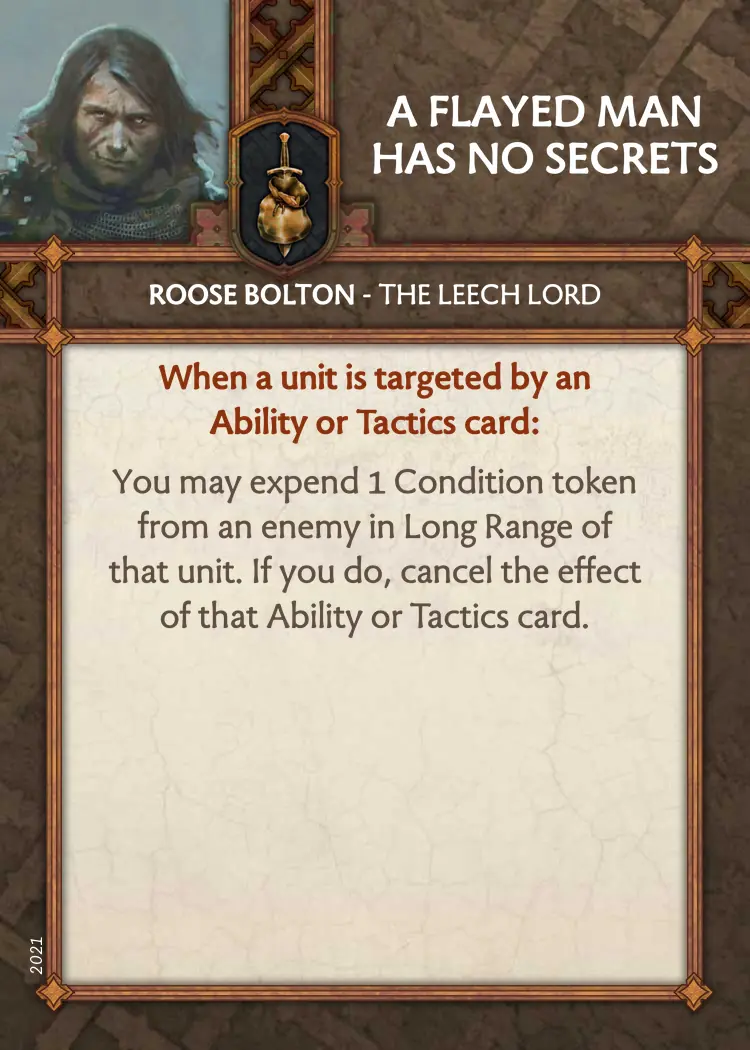 A FLAYED MAN
HAS NO SECRETS
ROOSE BOLTON - THE LEECH LORD
When a unit is targeted by an
Ability or Tactics card:
You may expend 1 Condition token
from an enemy in Long Range of
that unit. If you do, cancel the effect
of that Ability or Tactics card.
2021